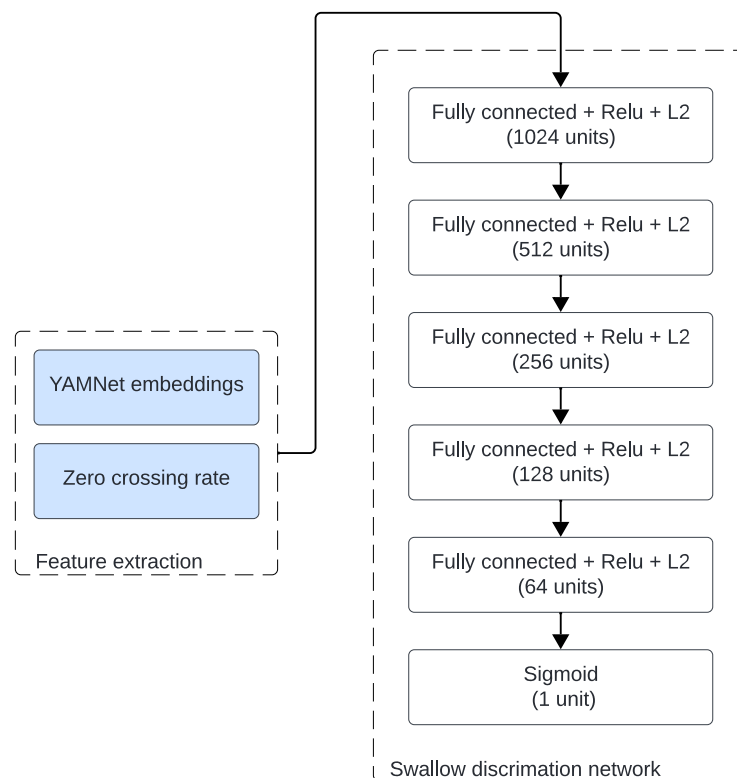 Fully connected + Relu + L2
(1024 units)
Fully connected + Relu + L2
(512 units)
Fully connected + Relu + L2
(256 units)
Fully connected + Relu + L2
(128 units)
Fully connected + Relu + L2
(64 units)
Sigmoid
(1 unit)
Swallow discrimation network
YAMNet embeddings
Zero crossing rate
Feature extraction